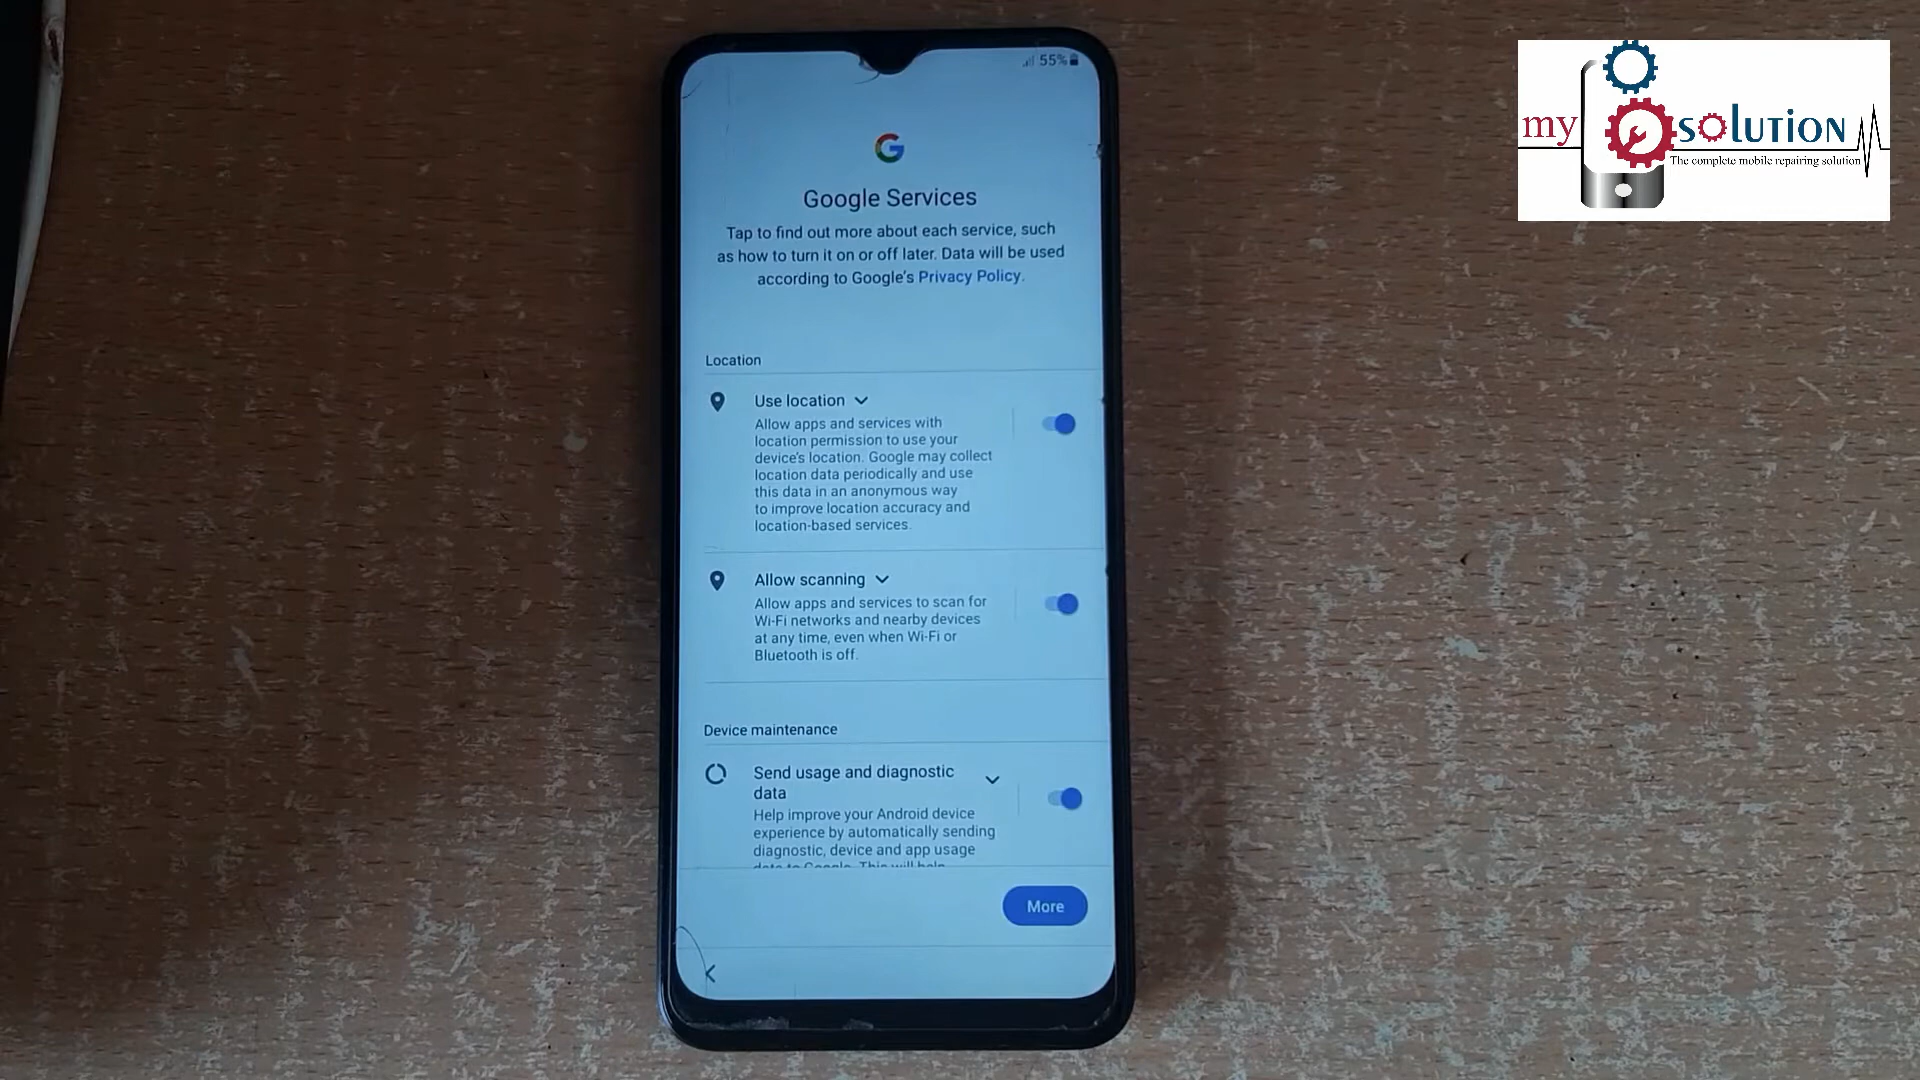 55%
my solution
The complete mobile repairing solution
Google Services
Tap to find out more about each service, such
as how to turn it on or off later. Data will be used
according to Google's Privacy Policy.
Location
Use location
Allow apps and services with
location permission to use your
device's location. Google may collect
location data periodically and use
this data in an anonymous way
to improve location accuracy and
location-based services.
Allow scanning
Allow apps and services to scan for
Wi-Fi networks and nearby devices
at any time, even when Wi-Fi or
Bluetooth is off.
Device maintenance
Send usage and diagnostic
data
Help improve your Android device
experience by automatically sending
diagnostic, device and app usage
data to Google. This will help
More